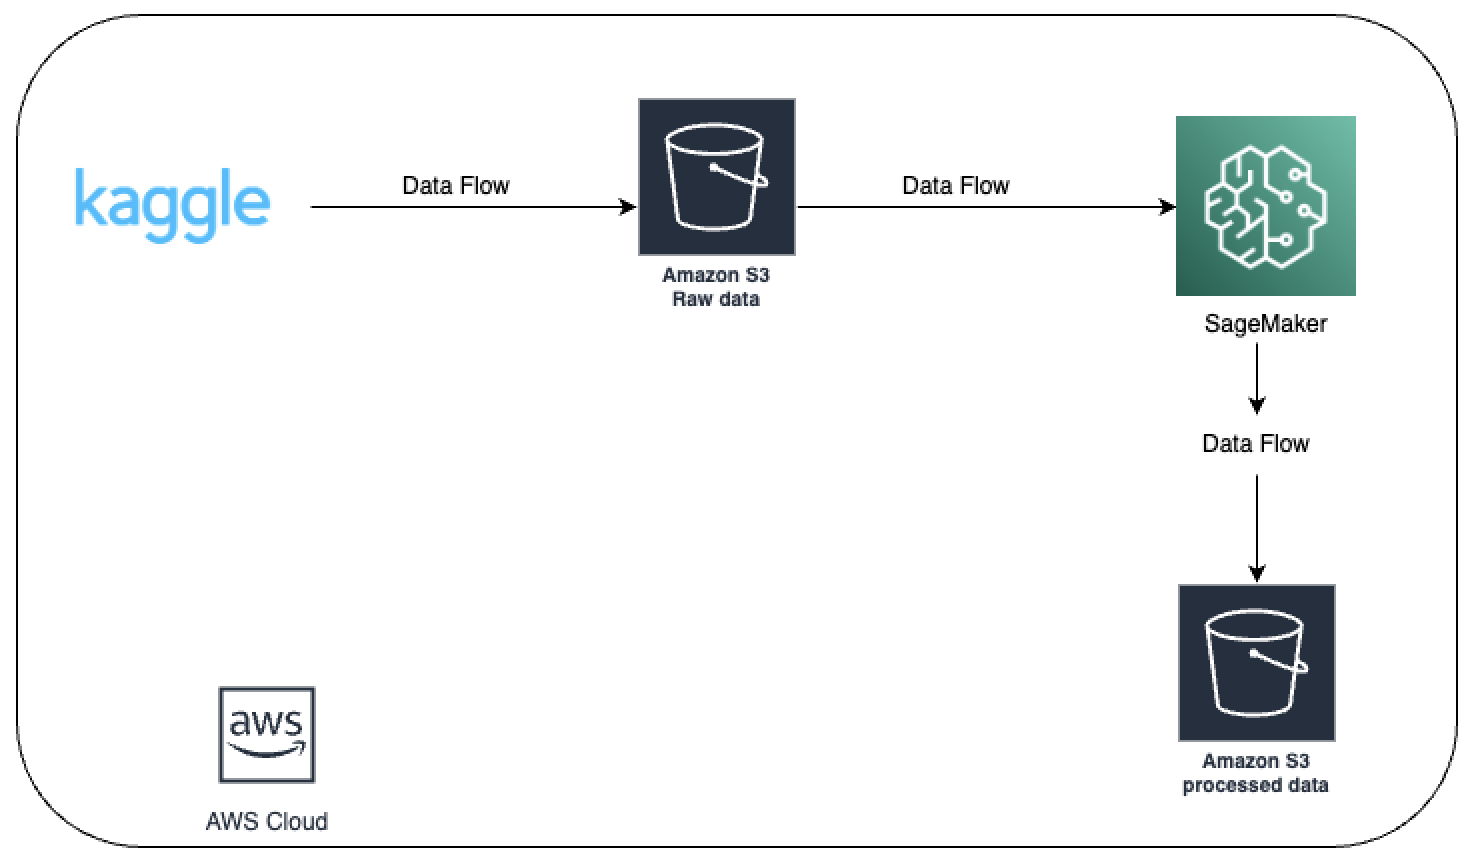 kaggle
Data Flow
Data Flow
Amazon S3
Raw data
SageMaker
Data Flow
aws
AWS Cloud
Amazon S3
processed data